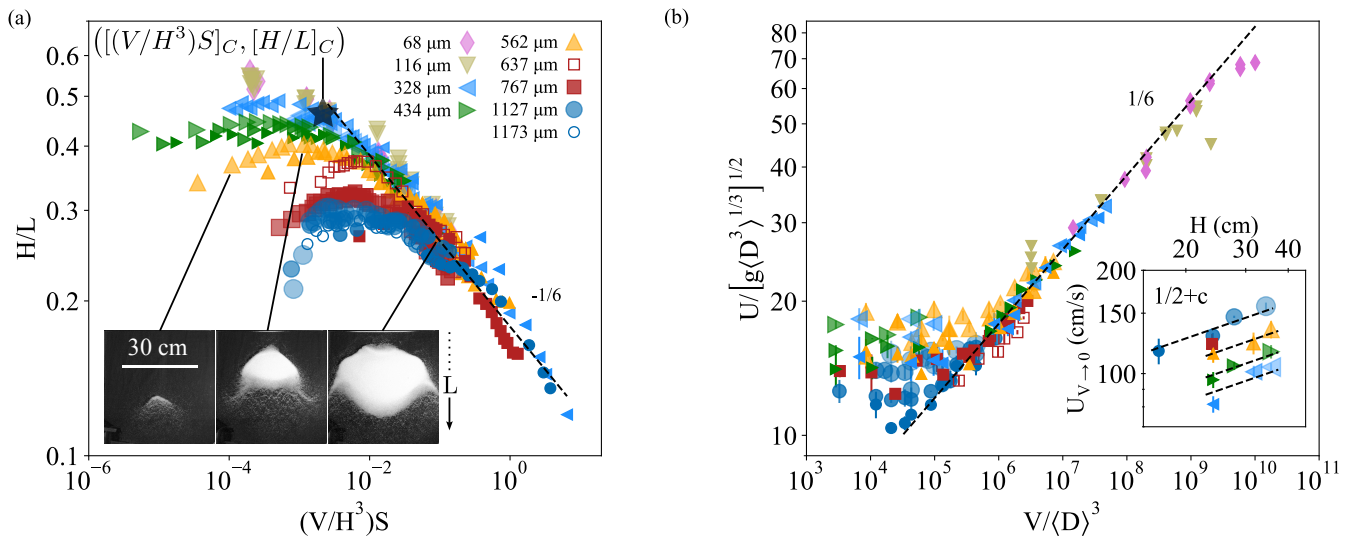 (a)
([(V/H³)S]_C, [H/L]_C)
68 μm
116 μm
328 μm
434 μm
562 μm
637 μm
767 μm
1127 μm
1173 μm
0.6
0.5
0.4
0.3
0.2
0.1
H/L
-1/6
30 cm
L
10⁻⁶
10⁻⁴
10⁻²
10⁰
(V/H³)S
(b)
80
70
60
50
40
30
20
10
U/[g⟨D³⟩^{1/3}]^{1/2}
1/6
H (cm)
20
30
40
200
150
100
U_{V→0} (cm/s)
1/2+c
10³
10⁴
10⁵
10⁶
10⁷
10⁸
10⁹
10¹⁰
10¹¹
V/⟨D⟩³